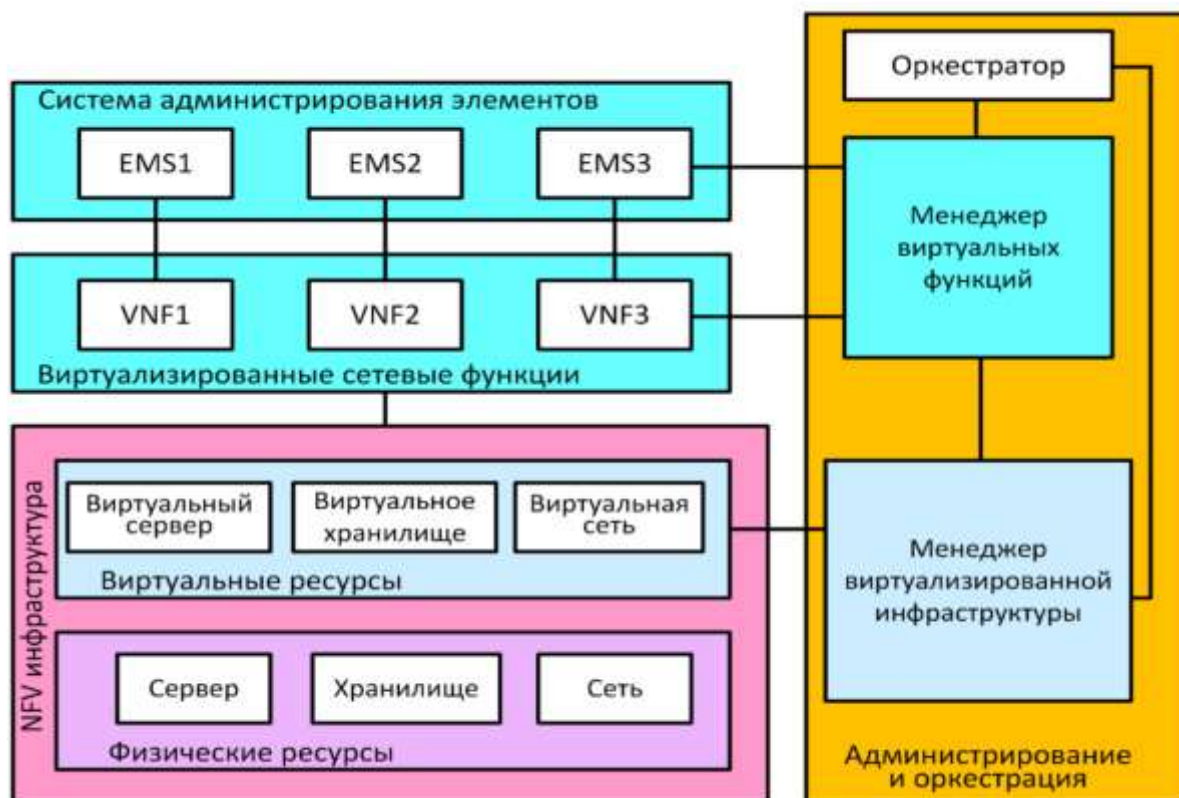 Система администрирования элементов
EMS1
EMS2
EMS3
VNF1
VNF2
VNF3
Виртуализированные сетевые функции
NFV инфраструктура
Виртуальный
сервер
Виртуальное
хранилище
Виртуальная
сеть
Виртуальные ресурсы
Сервер
Хранилище
Сеть
Физические ресурсы
Оркестратор
Менеджер
виртуальных
функций
Менеджер
виртуализированной
инфраструктуры
Администрирование
и оркестрация